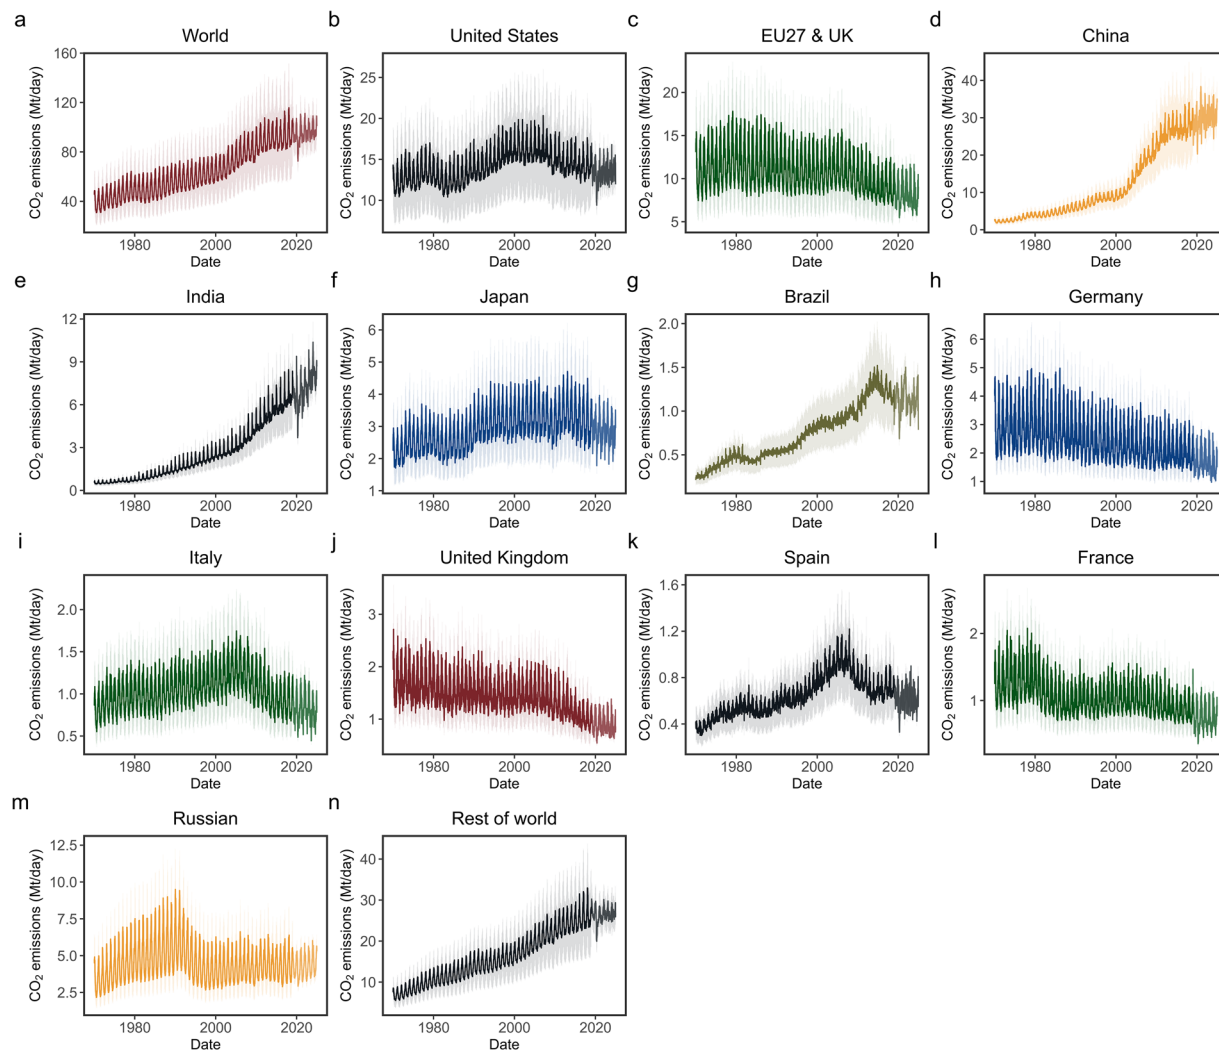 a
World
CO₂ emissions (Mt/day)
160
120
80
40
1980
2000
2020
Date
b
United States
CO₂ emissions (Mt/day)
25
20
15
10
1980
2000
2020
Date
c
EU27 & UK
CO₂ emissions (Mt/day)
20
15
10
5
1980
2000
2020
Date
d
China
CO₂ emissions (Mt/day)
40
30
20
10
0
1980
2000
2020
Date
e
India
CO₂ emissions (Mt/day)
12
9
6
3
0
1980
2000
2020
Date
f
Japan
CO₂ emissions (Mt/day)
6
5
4
3
2
1
1980
2000
2020
Date
g
Brazil
CO₂ emissions (Mt/day)
2.0
1.5
1.0
0.5
1980
2000
2020
Date
h
Germany
CO₂ emissions (Mt/day)
6
5
4
3
2
1
1980
2000
2020
Date
i
Italy
CO₂ emissions (Mt/day)
2.0
1.5
1.0
0.5
1980
2000
2020
Date
j
United Kingdom
CO₂ emissions (Mt/day)
3
2
1
1980
2000
2020
Date
k
Spain
CO₂ emissions (Mt/day)
1.6
1.2
0.8
0.4
1980
2000
2020
Date
l
France
CO₂ emissions (Mt/day)
2
1
1980
2000
2020
Date
m
Russian
CO₂ emissions (Mt/day)
12.5
10.0
7.5
5.0
2.5
1980
2000
2020
Date
n
Rest of world
CO₂ emissions (Mt/day)
40
30
20
10
1980
2000
2020
Date